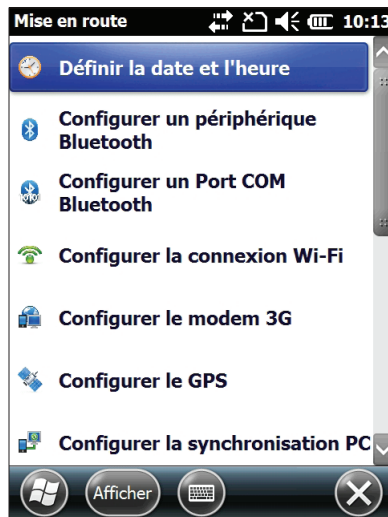 Mise en route 10:13
Définir la date et l'heure
Configurer un périphérique
Bluetooth
Configurer un Port COM
Bluetooth
Configurer la connexion Wi-Fi
Configurer le modem 3G
Configurer le GPS
Configurer la synchronisation PC
Afficher